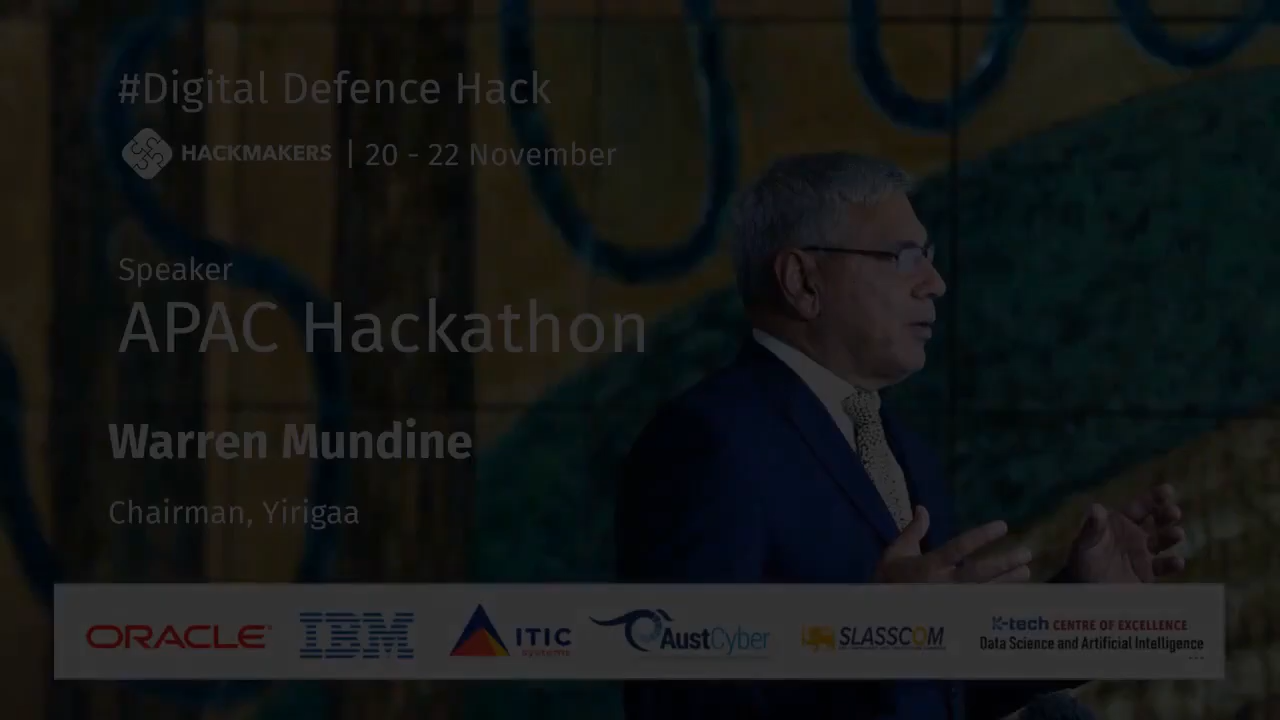 #Digital Defence Hack
HACKMAKERS | 20 - 22 November
Speaker
APAC Hackathon
Warren Mundine
Chairman, Yirigaa
ORACLE IBM ITIC systems AustCyber SLASSCOM K-tech CENTRE OF EXCELLENCE
Data Science and Artificial Intelligence